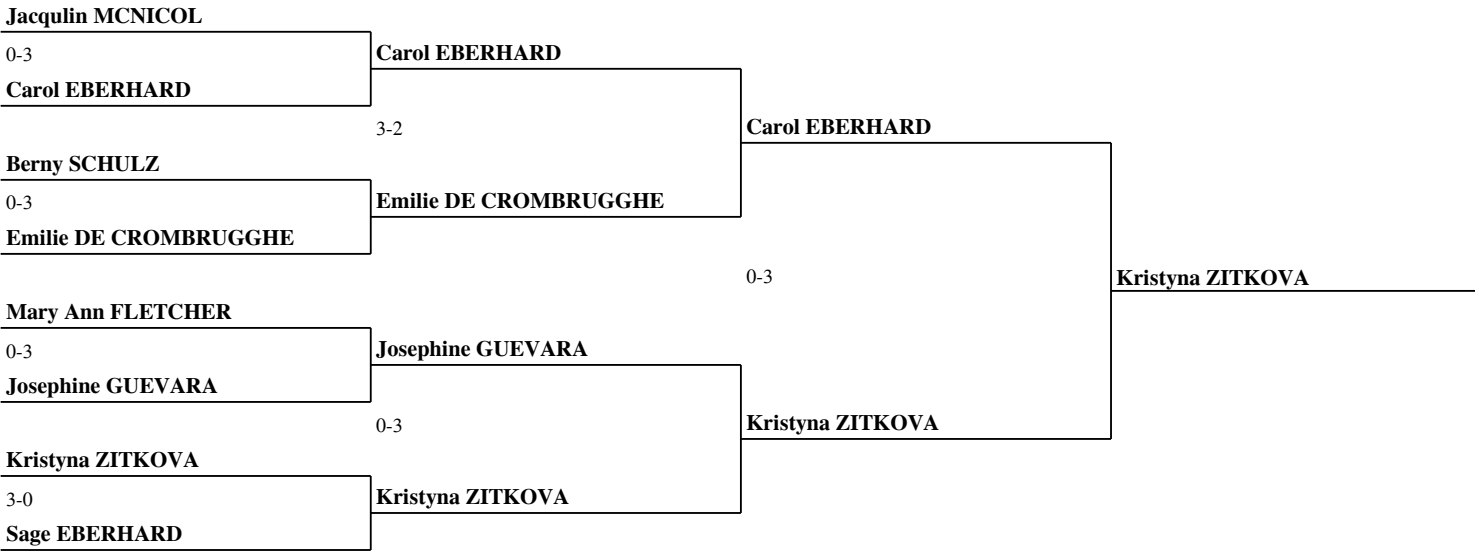 Jacqulin MCNICOL
0-3
Carol EBERHARD
Carol EBERHARD
3-2
Carol EBERHARD
Berny SCHULZ
0-3
Emilie DE CROMBRUGGHE
Emilie DE CROMBRUGGHE
0-3
Kristyna ZITKOVA
Mary Ann FLETCHER
0-3
Josephine GUEVARA
Josephine GUEVARA
0-3
Kristyna ZITKOVA
Kristyna ZITKOVA
3-0
Kristyna ZITKOVA
Sage EBERHARD